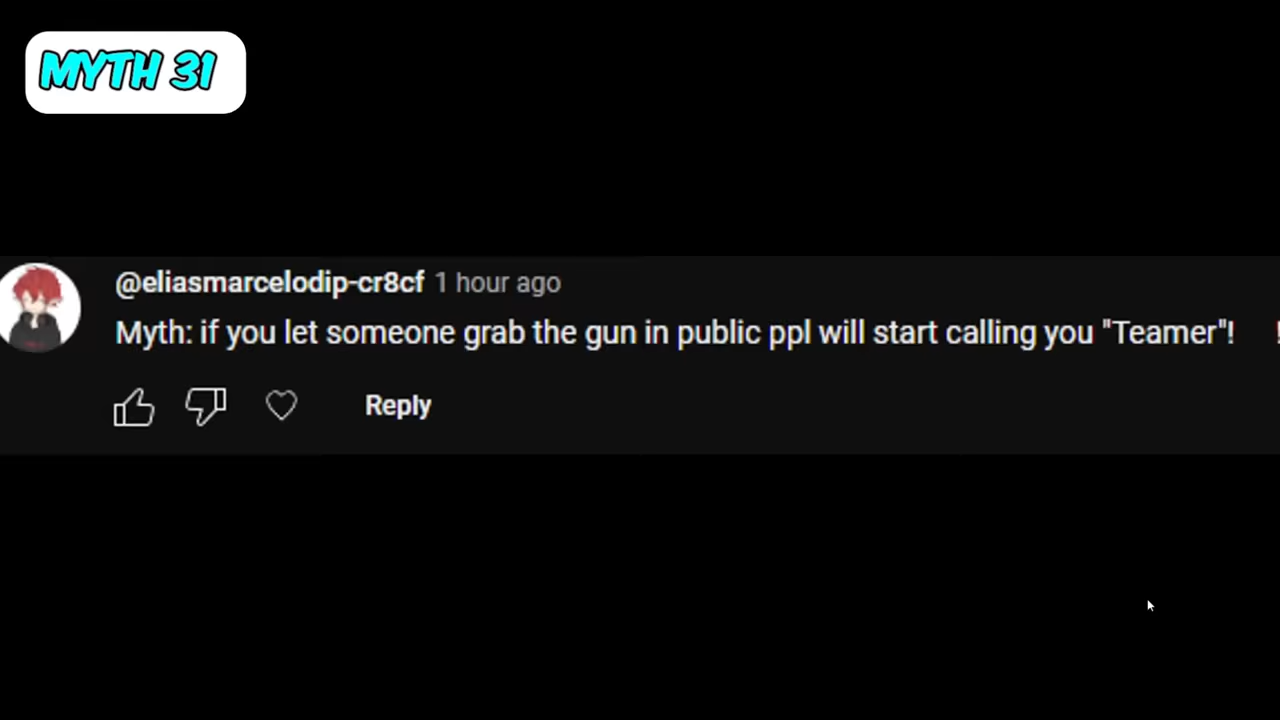 MYTH 31
@eliasmarcelodip-cr8cf 1 hour ago
Myth: if you let someone grab the gun in public ppl will start calling you "Teamer"! !
Reply